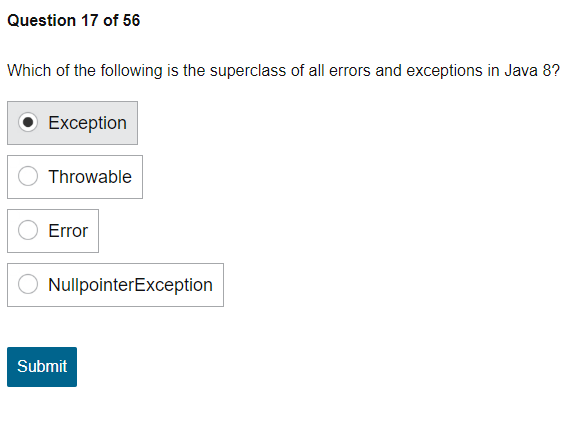 Question 17 of 56
Which of the following is the superclass of all errors and exceptions in Java 8?
Exception
Throwable
Error
NullpointerException
Submit